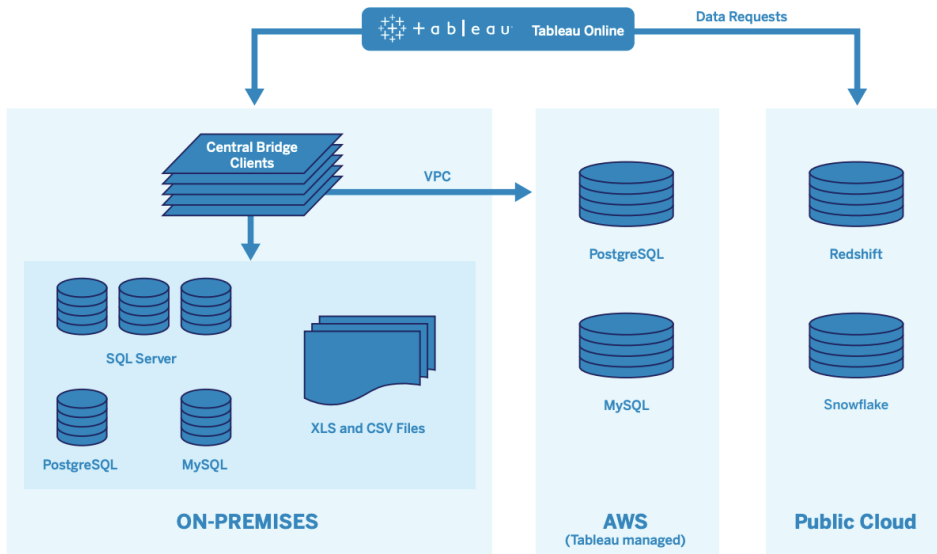 + a b | e a u Tableau Online
Data Requests
Central Bridge
Clients
VPC
SQL Server
PostgreSQL
MySQL
XLS and CSV Files
ON-PREMISES
PostgreSQL
MySQL
AWS
(Tableau managed)
Redshift
Snowflake
Public Cloud